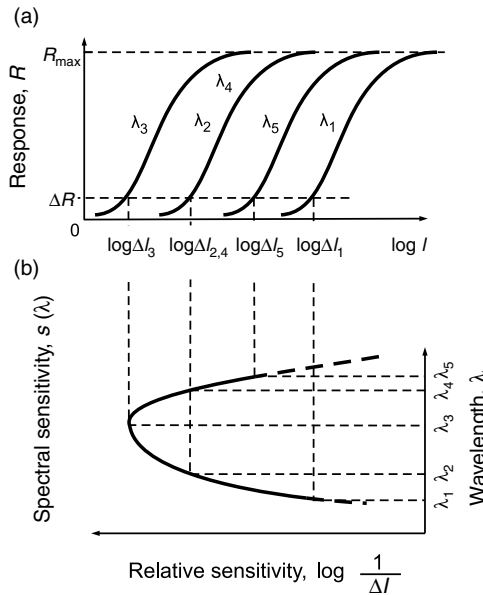 (a)
Response, R
Rmax
ΔR
0
λ3
λ4
λ2
λ5
λ1
logΔI3
logΔI2,4
logΔI5
logΔI1
log I
(b)
Spectral sensitivity, s (λ)
λ5
λ4
λ3
λ2
λ1
Wavelength, λ
Relative sensitivity, log 1/ΔI